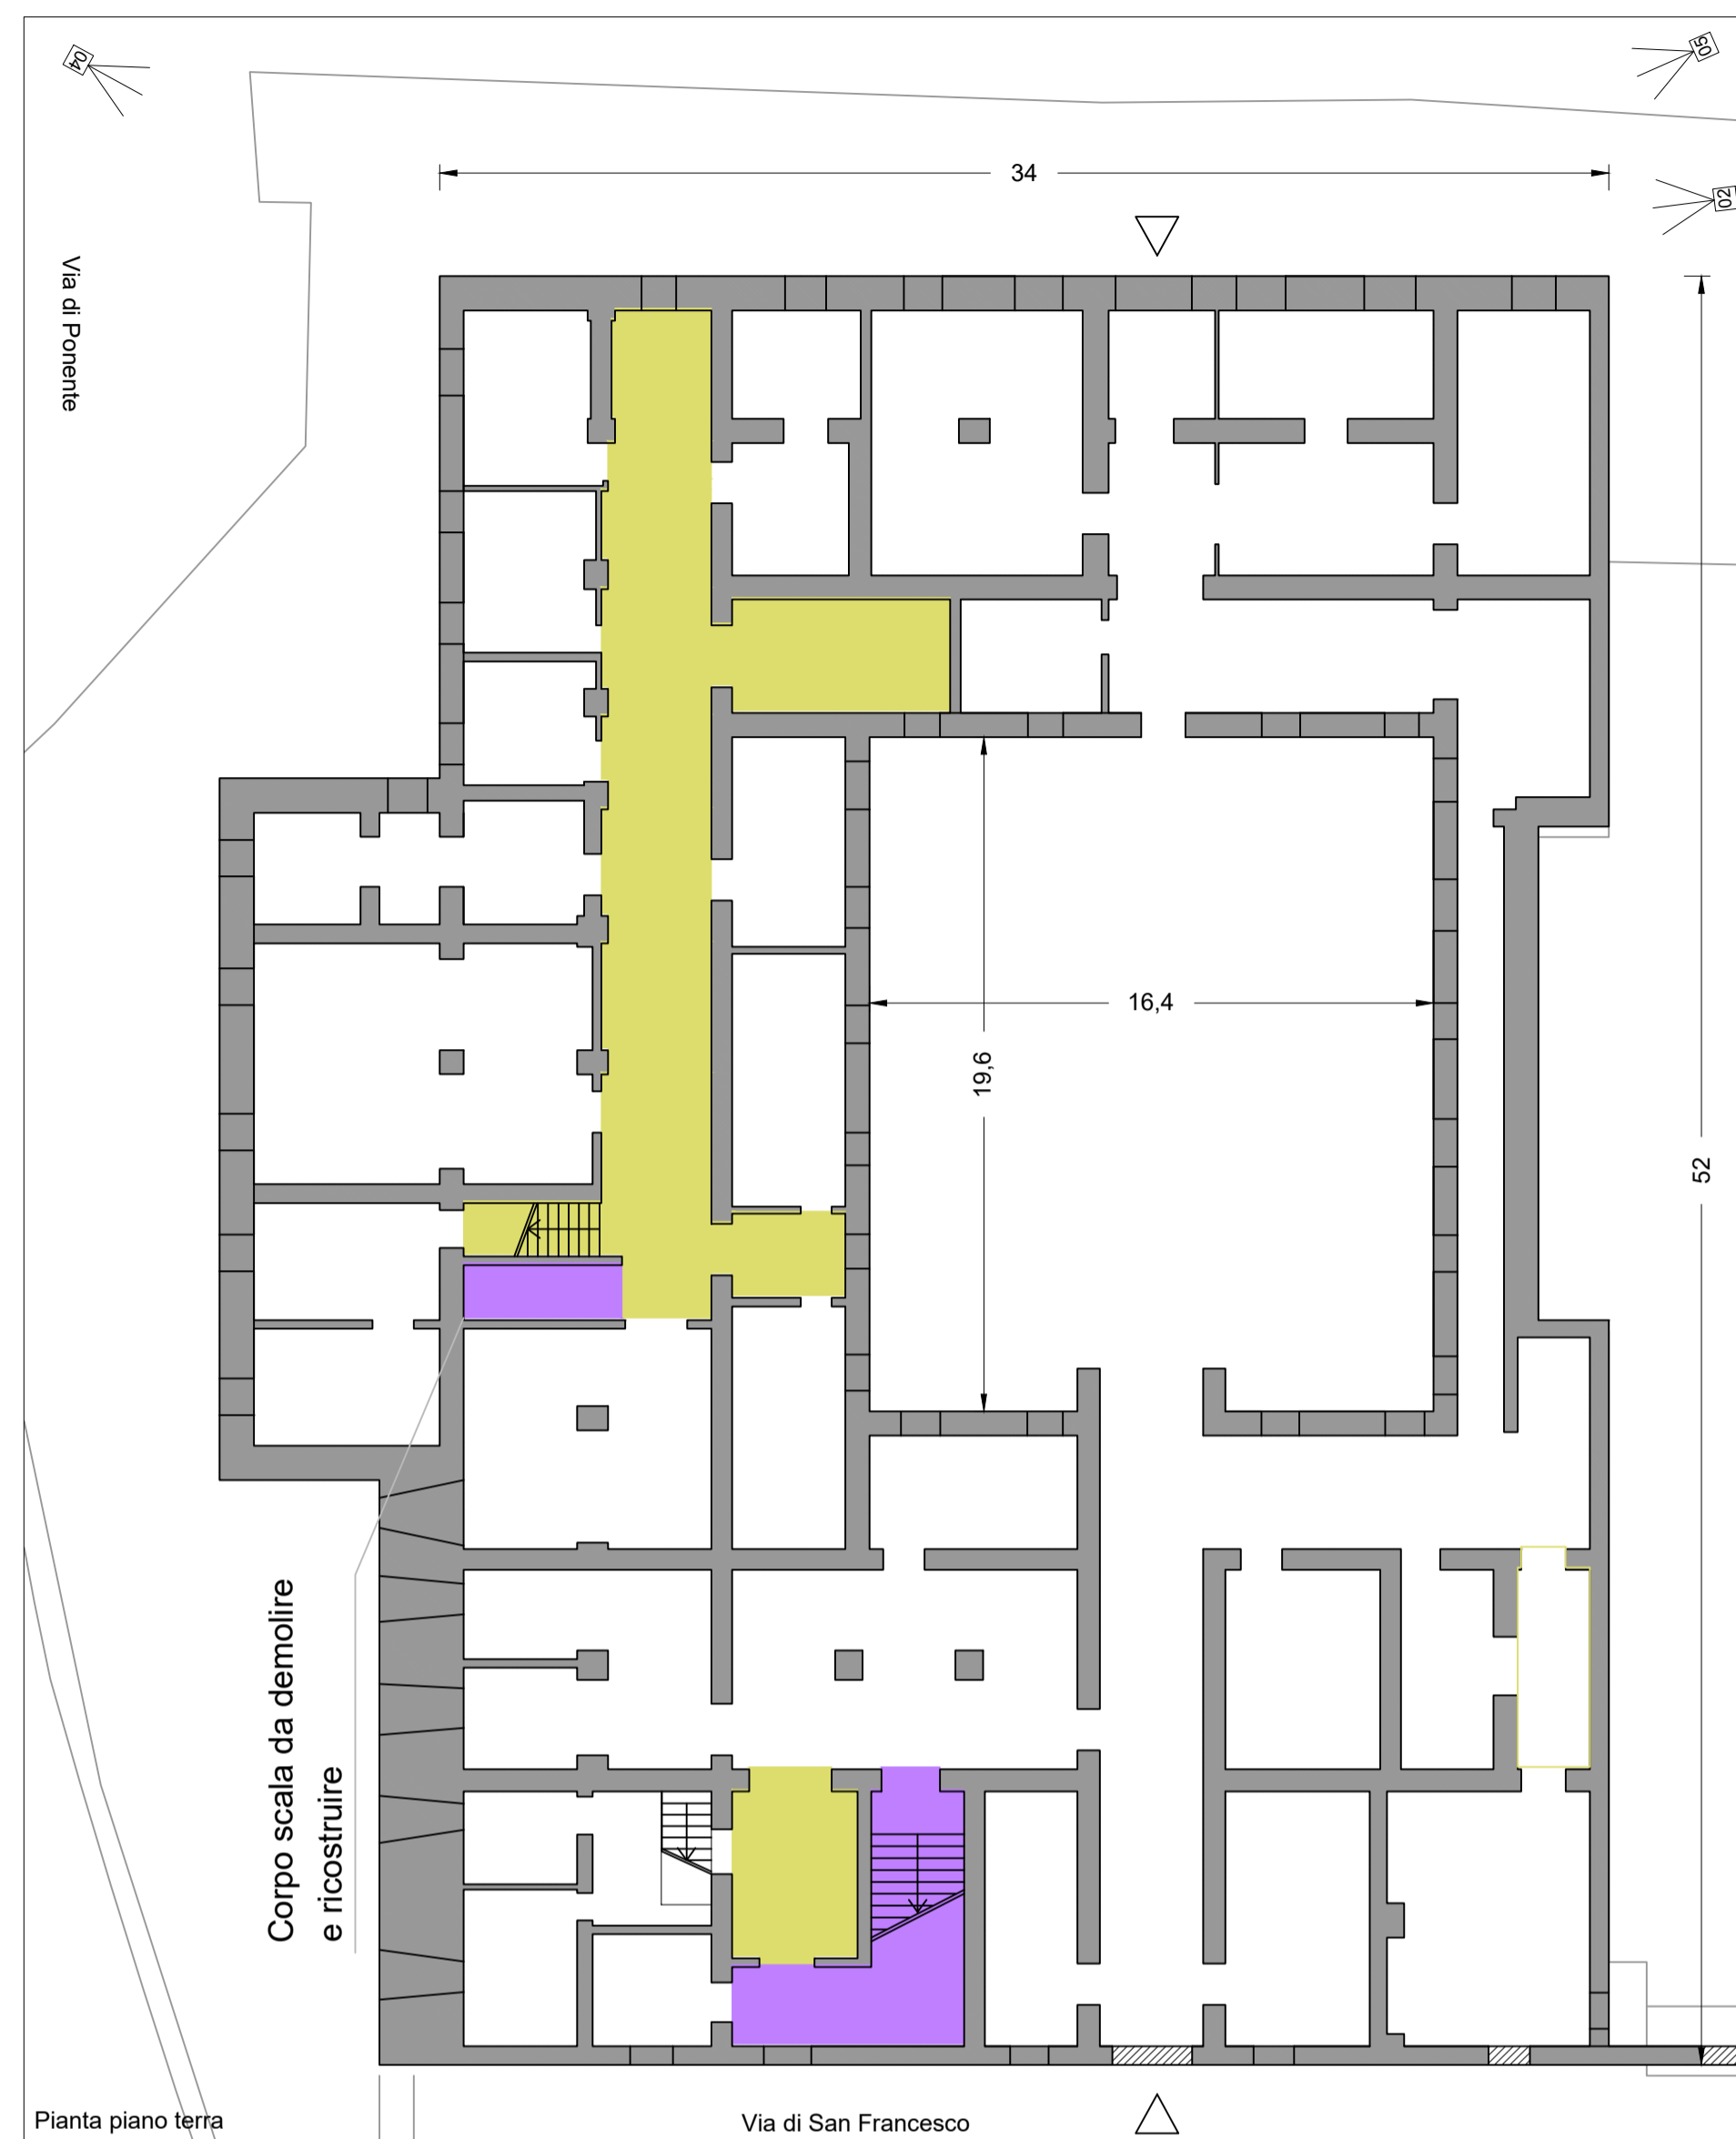 04
05
34
02
Via di Ponente
16,4
19,6
52
Corpo scala da demolire
e ricostruire
Pianta piano terra
Via di San Francesco